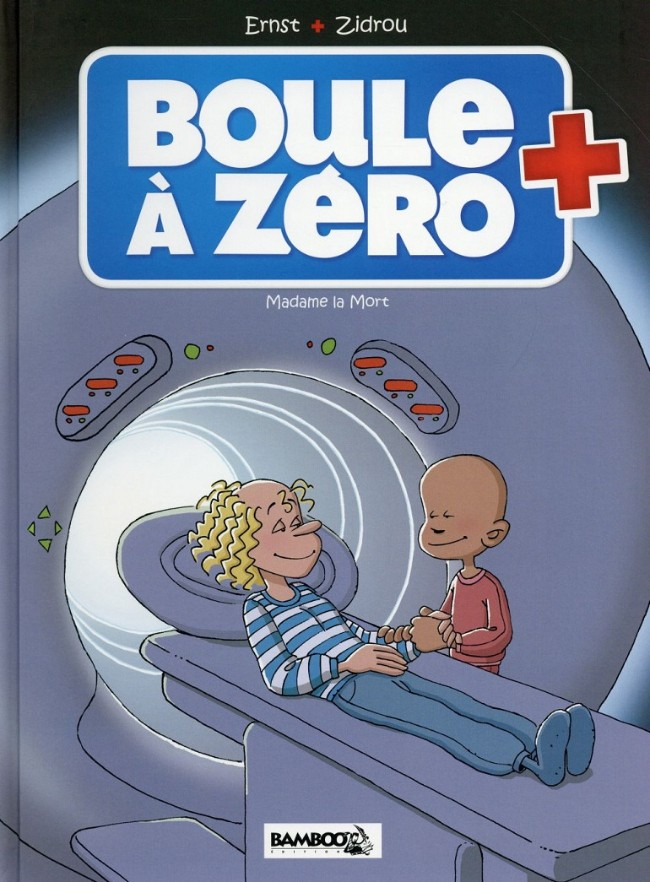 Ernst + Zidrou
BOULE
À ZÉRO
Madame la Mort
BAMBOO
ÉDITION